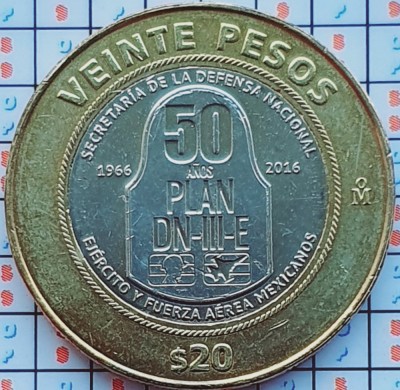 VEINTE PESOS
SECRETARÍA DE LA DEFENSA NACIONAL
50
AÑOS
1966
2016
PLAN
DN-III-E
EJÉRCITO Y FUERZA AÉREA MEXICANOS
Mo
$20